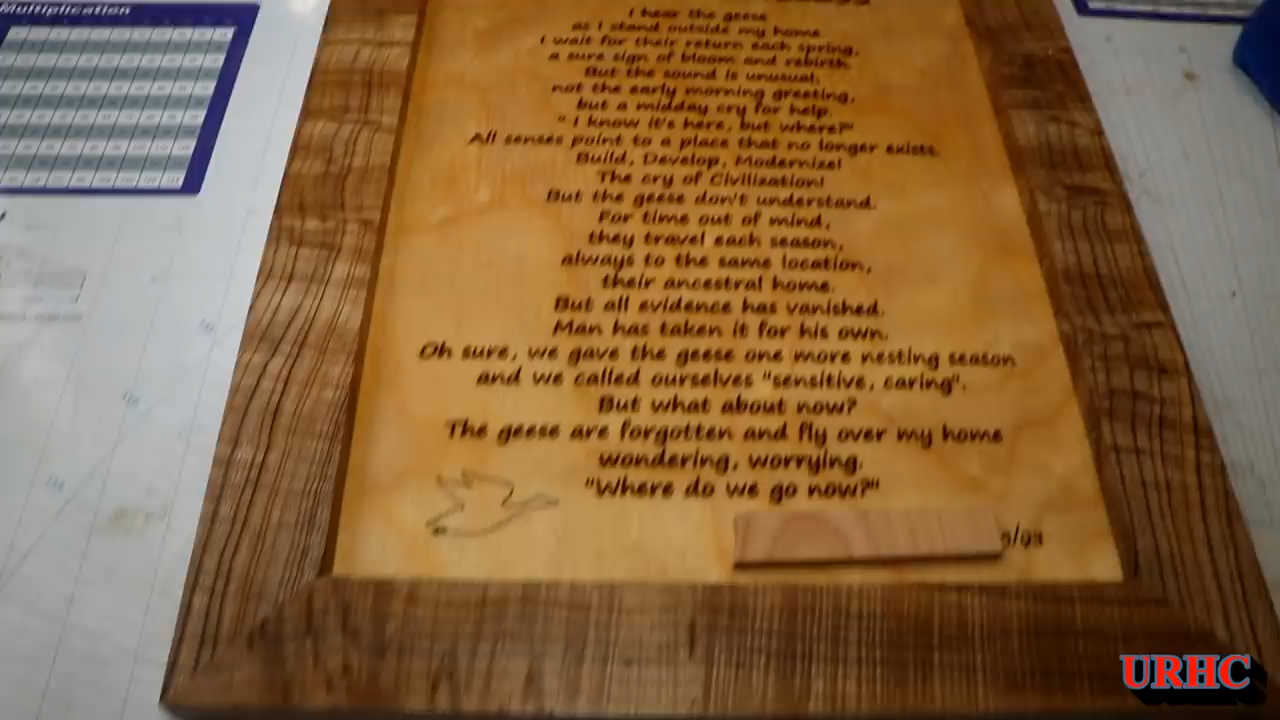 Multiplication
I hear the geese
as I stand outside my home
I wait for their return each spring,
a sure sign of bloom and rebirth.
But the sound is unusual,
not the early morning greeting,
but a midday cry for help.
" I know it's here, but where?"
All senses point to a place that no longer exists.
Build, Develop, Modernize!
The cry of Civilization!
But the geese don't understand.
For time out of mind,
they travel each season,
always to the same location,
their ancestral home.
But all evidence has vanished.
Man has taken it for his own.
Oh sure, we gave the geese one more nesting season
and we called ourselves "sensitive, caring".
But what about now?
The geese are forgotten and fly over my home
wondering, worrying.
"Where do we go now?"
5/93
URHC